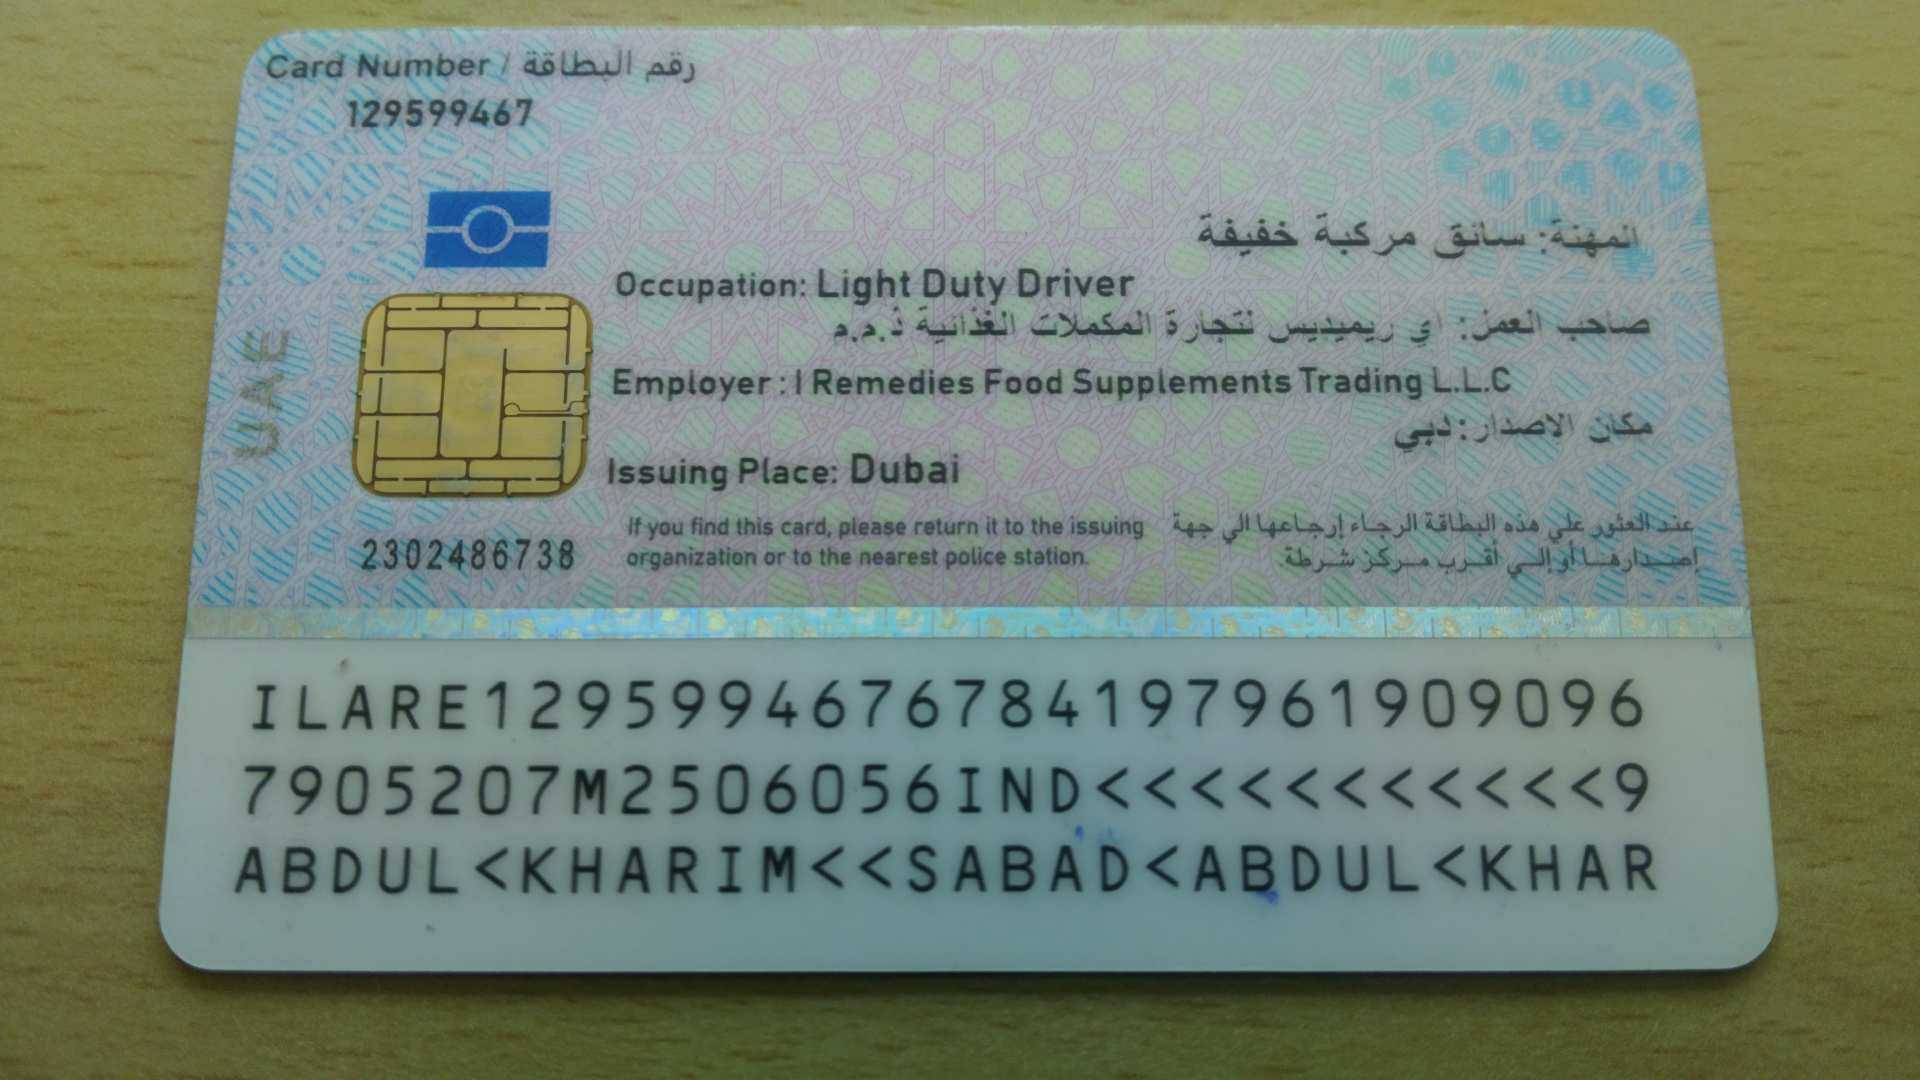 Card Number / رقم البطاقة
129599467
المهنة: سائق مركبة خفيفة
Occupation: Light Duty Driver
صاحب العمل: اي ريميديس لتجارة المكملات الغذائية ذ.م.م
Employer : I Remedies Food Supplements Trading L.L.C
مكان الاصدار: دبي
Issuing Place: Dubai
UAE
2302486738
If you find this card, please return it to the issuing
organization or to the nearest police station.
عند العثور علي هذه البطاقة الرجاء إرجاعها الي جهة
إصدارها أو إلي أقرب مركز شرطة.
ILARE1295994676784197961909096
7905207M2506056IND<<<<<<<<<<<9
ABDUL<KHARIM<<SABAD<ABDUL<KHAR